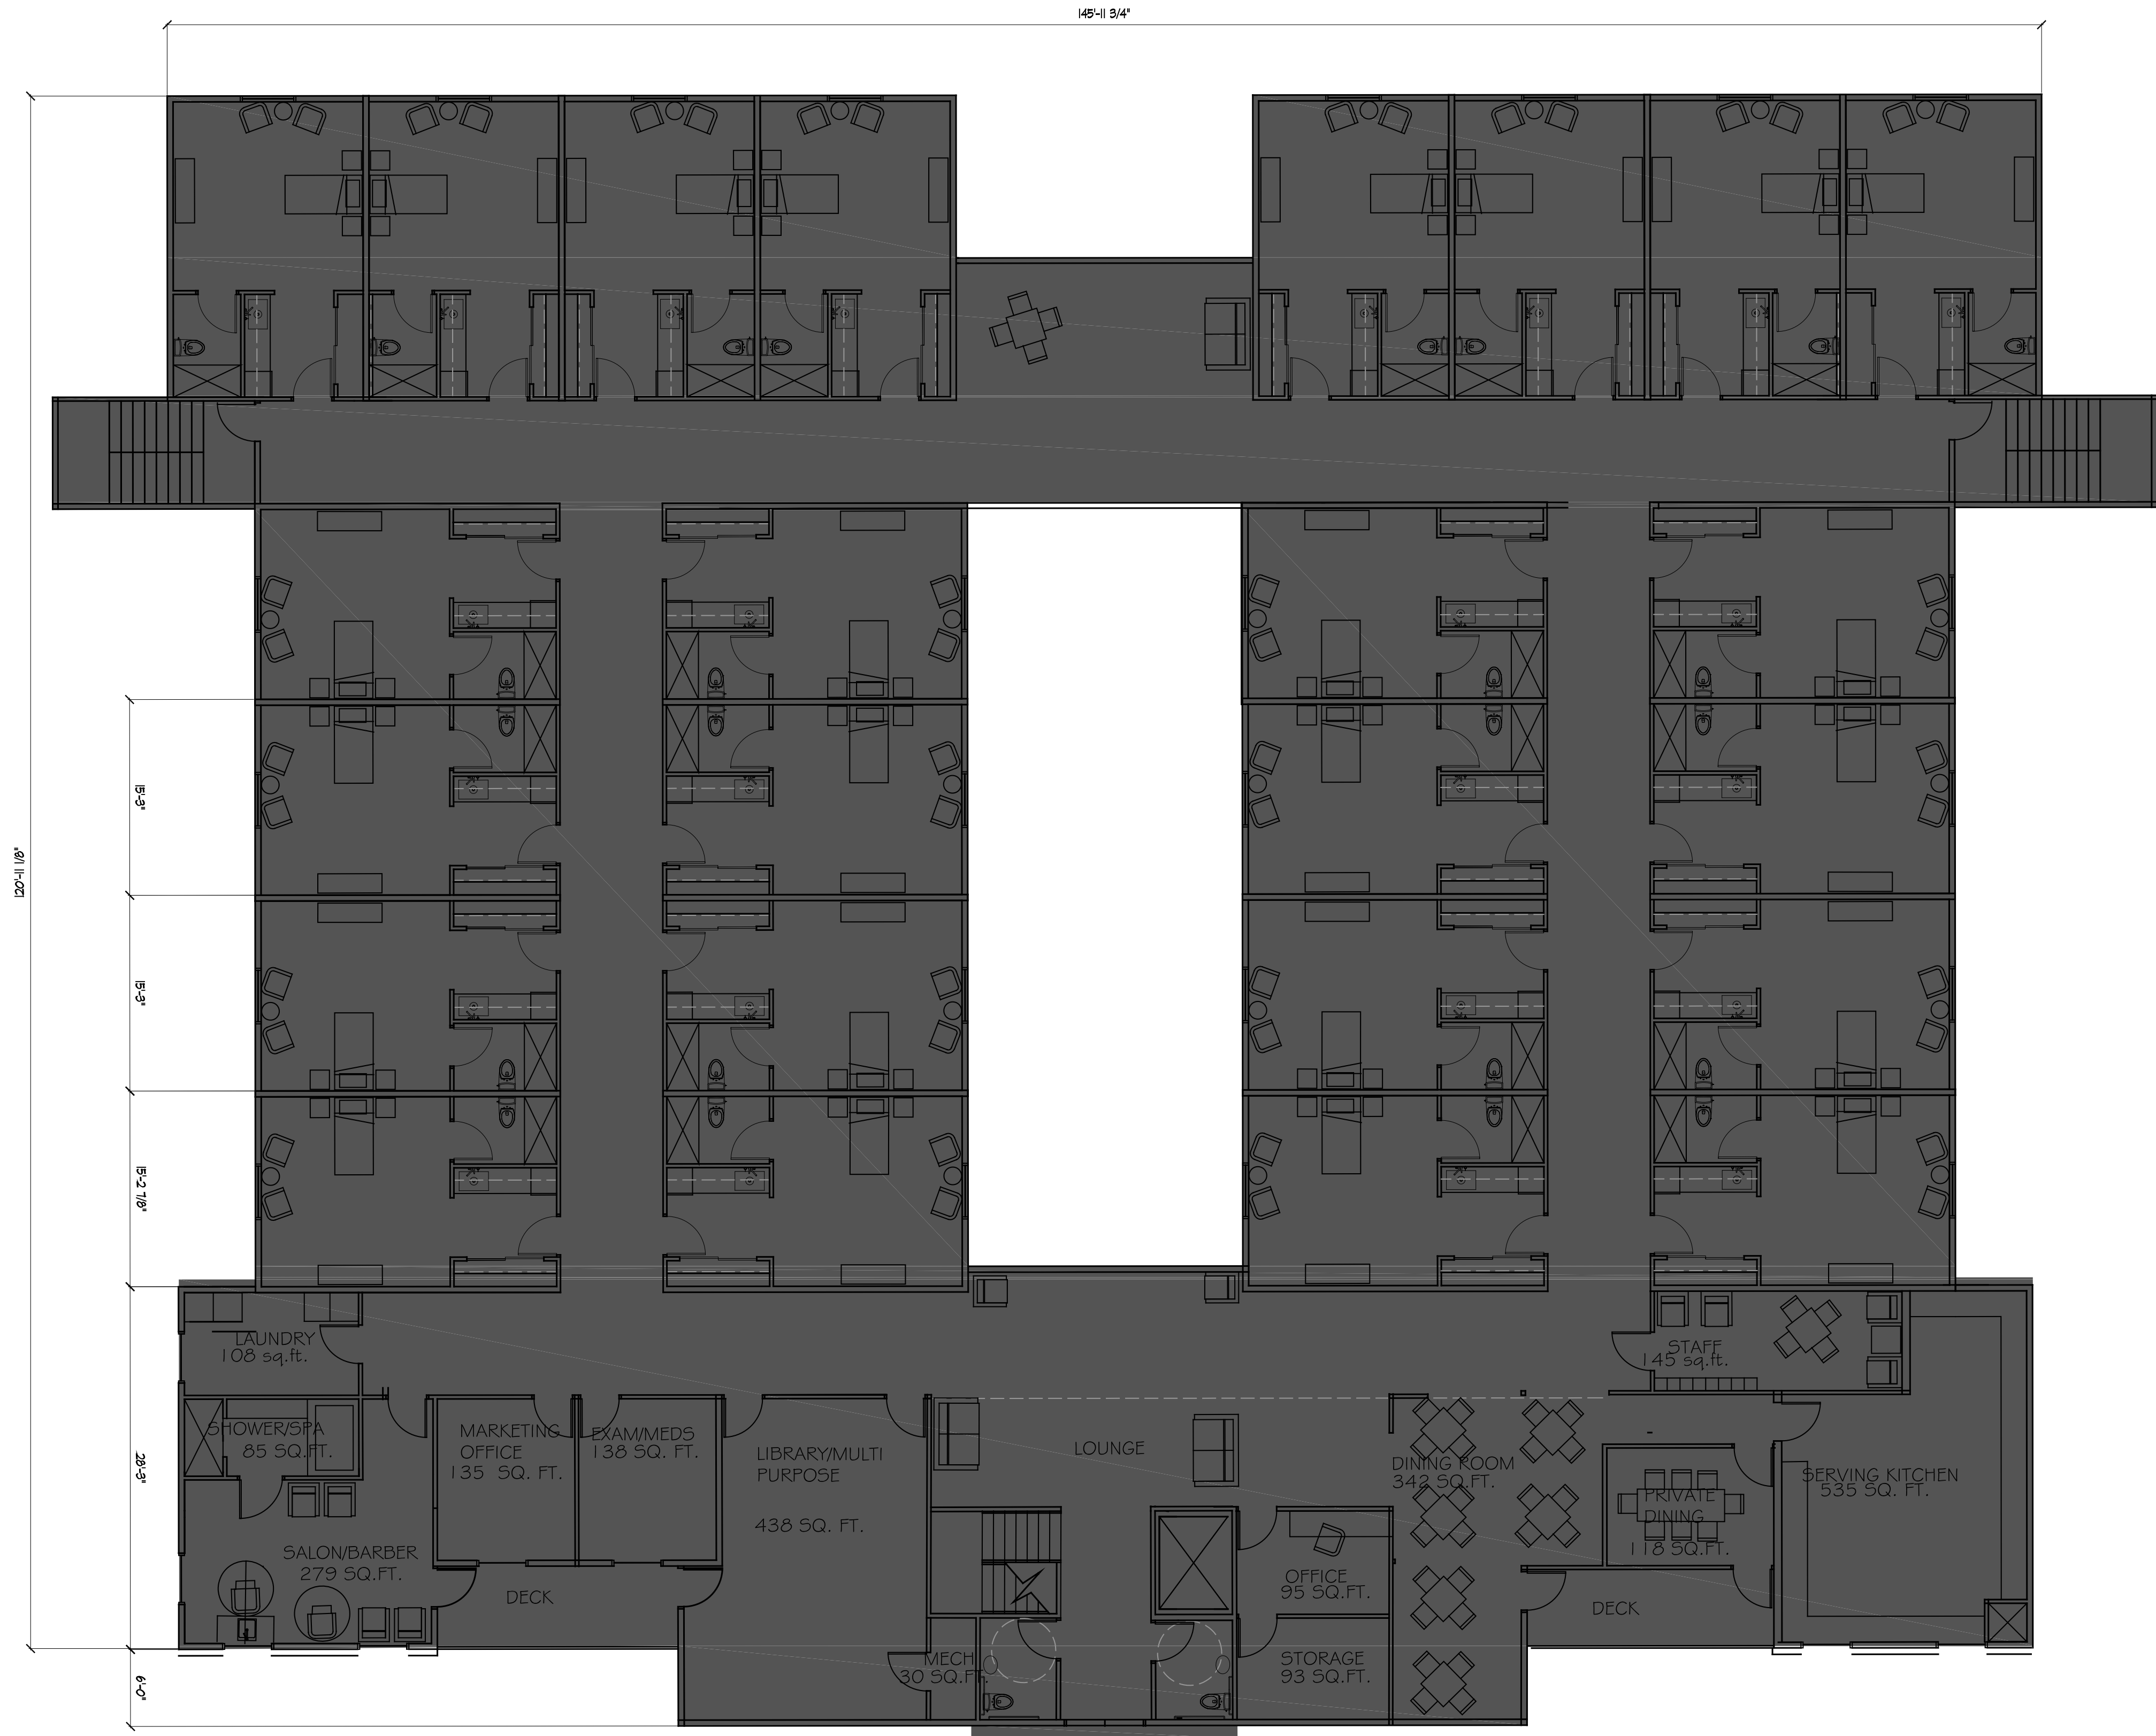 145'-11 3/4"
120'-11 1/8"
15'-3"
15'-3"
15'-2 7/8"
28'-3"
6'-0"
LAUNDRY
108 sq.ft.
STAFF
145 sq.ft.
SHOWER/SPA
85 SQ.FT.
MARKETING
OFFICE
135 SQ. FT.
EXAM/MEDS
138 SQ. FT.
LIBRARY/MULTI
PURPOSE
438 SQ. FT.
LOUNGE
DINING ROOM
342 SQ.FT.
PRIVATE
DINING
118 SQ.FT.
SERVING KITCHEN
535 SQ. FT.
SALON/BARBER
279 SQ.FT.
DECK
OFFICE
95 SQ.FT.
DECK
MECH
30 SQ.FT.
STORAGE
93 SQ.FT.